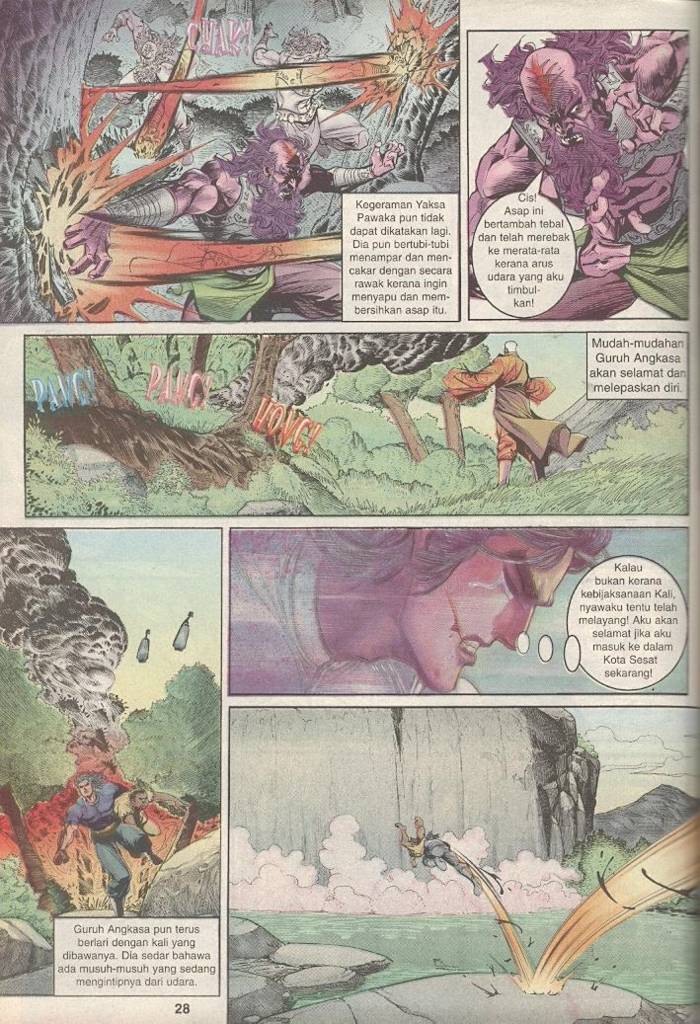 CHAK!
Kegeraman Yaksa
Pawaka pun tidak
dapat dikatakan lagi.
Dia pun bertubi-tubi
menampar dan men-
cakar dengan secara
rawak kerana ingin
menyapu dan mem-
bersihkan asap itu.
Cis!
Asap ini
bertambah tebal
dan telah merebak
ke merata-rata
kerana arus
udara yang aku
timbul-
kan!
PANG!
PANG!
HONG!
Mudah-mudahan
Guruh Angkasa
akan selamat dan
melepaskan diri.
Guruh Angkasa pun terus
berlari dengan kali yang
dibawanya. Dia sedar bahawa
ada musuh-musuh yang sedang
mengintipnya dari udara.
Kalau
bukan kerana
kebijaksanaan Kali,
nyawaku tentu telah
melayang! Aku akan
selamat jika aku
masuk ke dalam
Kota Sesat
sekarang!
28